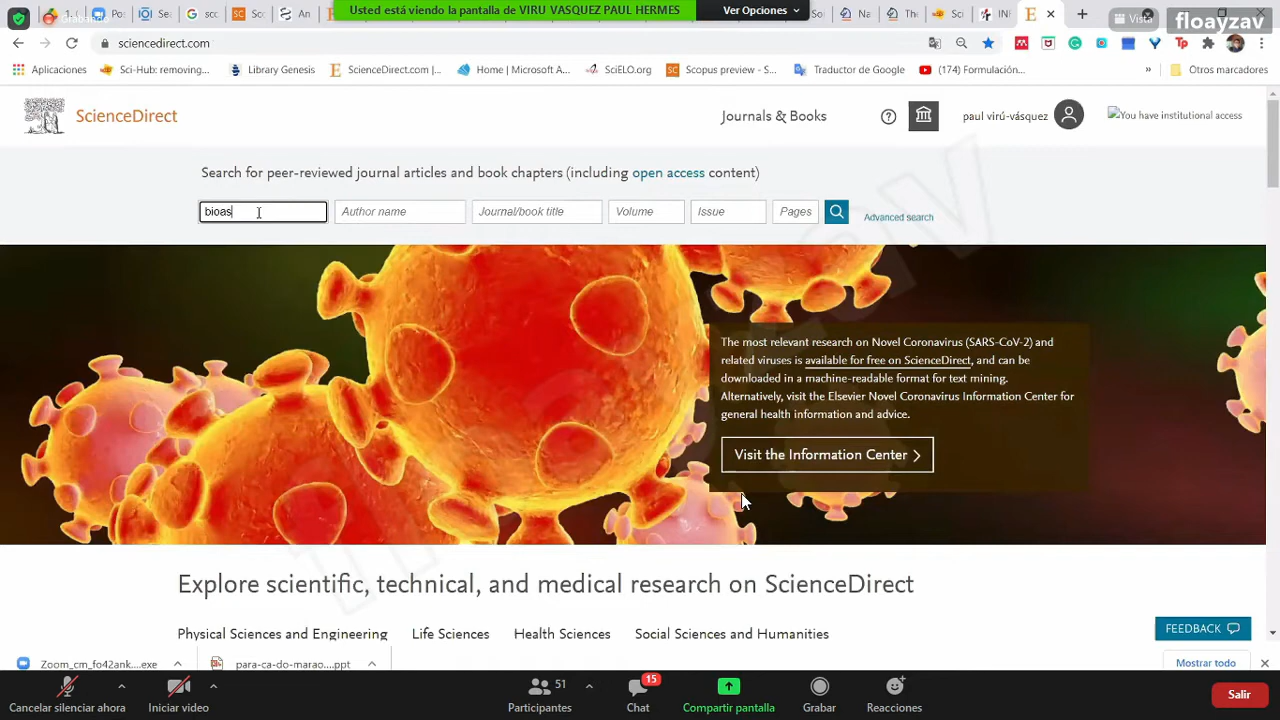 Grabando
Usted está viendo la pantalla de VIRU VASQUEZ PAUL HERMES
Ver Opciones
Vista
floayzav
sciencedirect.com
Aplicaciones
Sci-Hub: removing...
Library Genesis
ScienceDirect.com |...
Home | Microsoft A...
SciELO.org
Scopus preview - S...
Traductor de Google
(174) Formulación...
»
Otros marcadores
ScienceDirect
Journals & Books
paul virú-vásquez
You have institutional access
Search for peer-reviewed journal articles and book chapters (including open access content)
bioas
Author name
Journal/book title
Volume
Issue
Pages
Advanced search
The most relevant research on Novel Coronavirus (SARS-CoV-2) and
related viruses is available for free on ScienceDirect, and can be
downloaded in a machine-readable format for text mining.
Alternatively, visit the Elsevier Novel Coronavirus Information Center for
general health information and advice.
Visit the Information Center
Explore scientific, technical, and medical research on ScienceDirect
Physical Sciences and Engineering
Life Sciences
Health Sciences
Social Sciences and Humanities
FEEDBACK
Zoom_cm_fo42ank....exe
para-ca-do-marao....ppt
Mostrar todo
Cancelar silenciar ahora
Iniciar video
51
Participantes
15
Chat
Compartir pantalla
Grabar
Reacciones
Salir